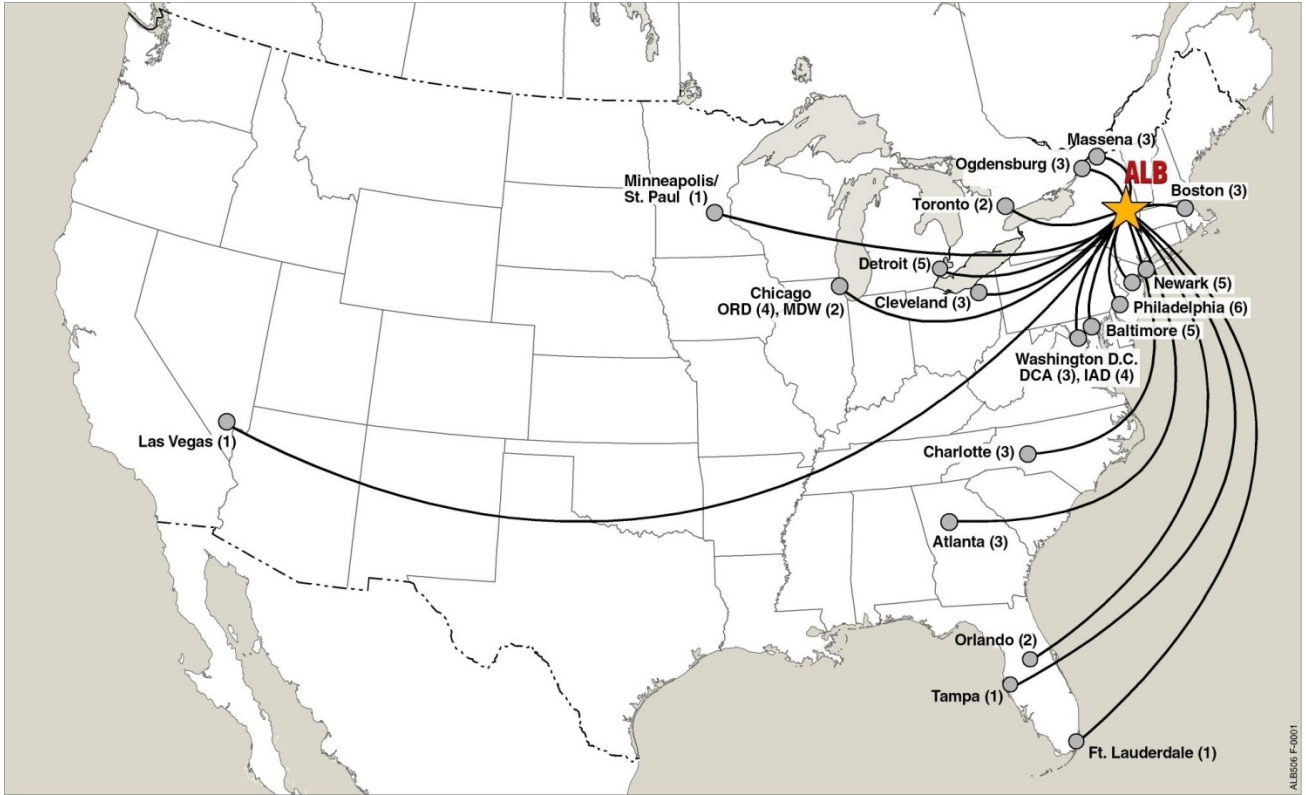 Massena (3)
Ogdensburg (3)
ALB
Boston (3)
Minneapolis/
St. Paul (1)
Toronto (2)
Detroit (5)
Newark (5)
Chicago
ORD (4), MDW (2)
Cleveland (3)
Philadelphia (6)
Baltimore (5)
Washington D.C.
DCA (3), IAD (4)
Las Vegas (1)
Charlotte (3)
Atlanta (3)
Orlando (2)
Tampa (1)
Ft. Lauderdale (1)
ALB506 F-0001